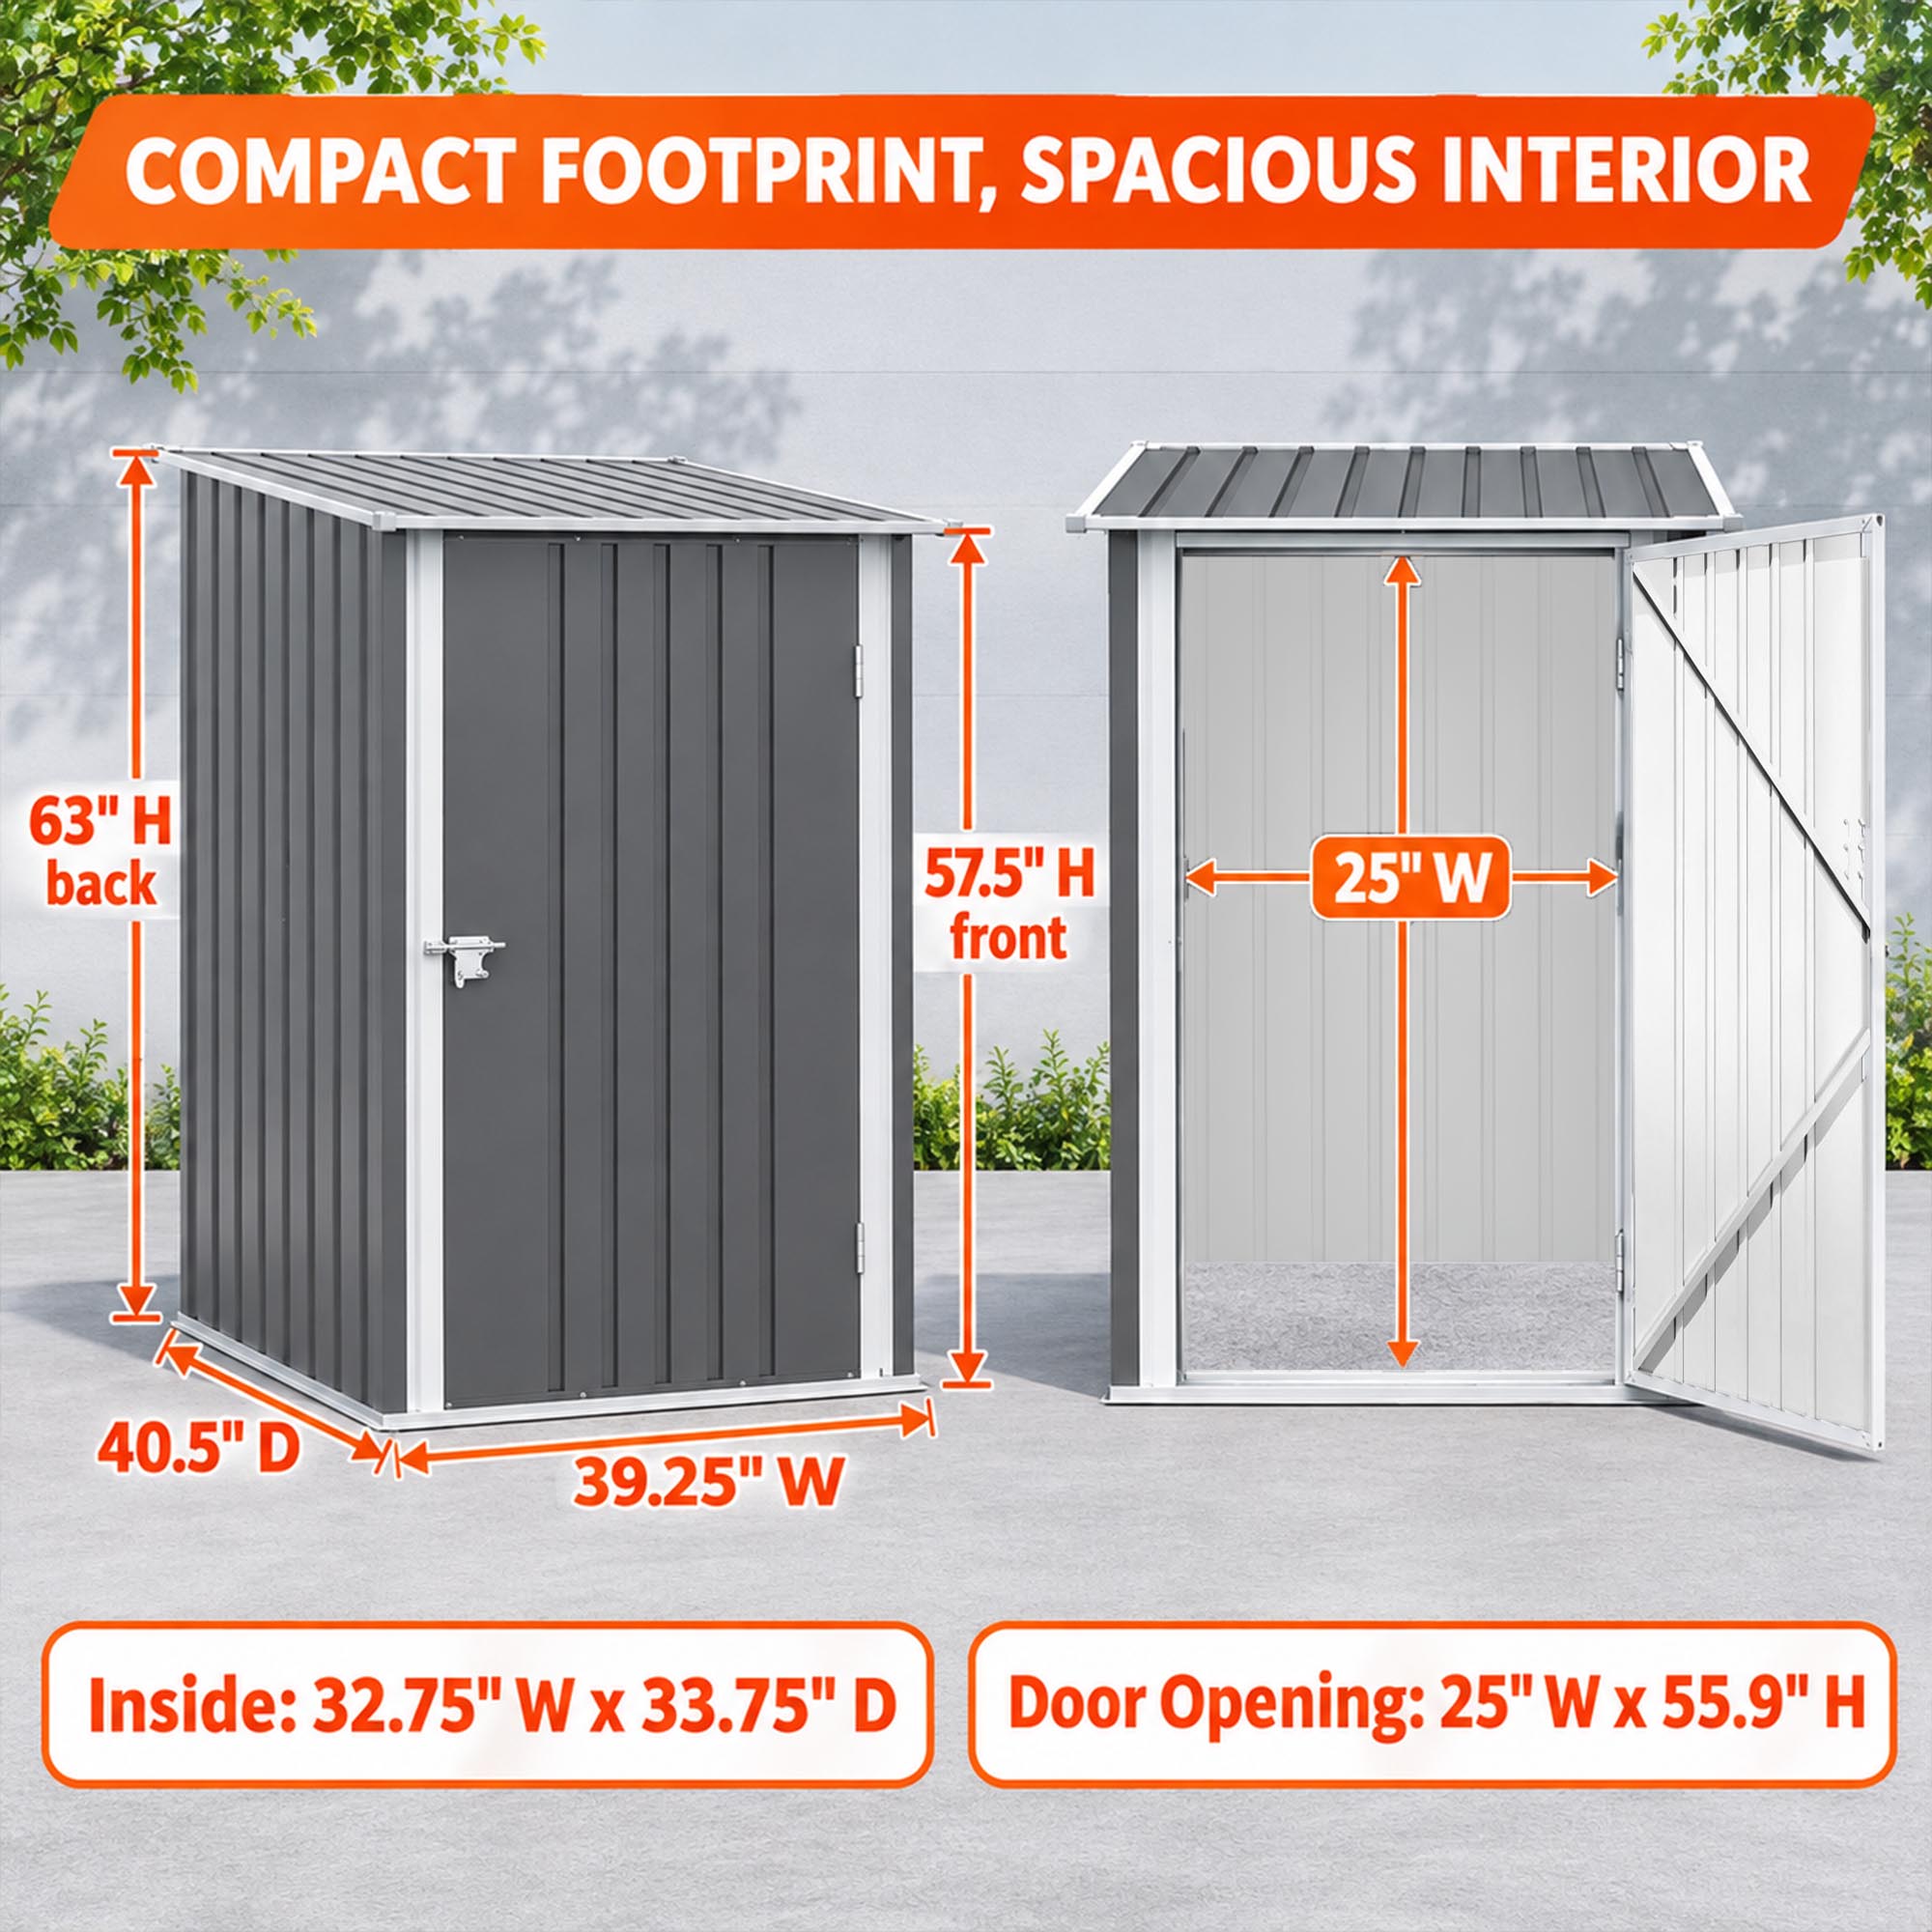 COMPACT FOOTPRINT, SPACIOUS INTERIOR
63" H
back
57.5" H
front
25" W
40.5" D
39.25" W
Inside: 32.75" W x 33.75" D
Door Opening: 25" W x 55.9" H